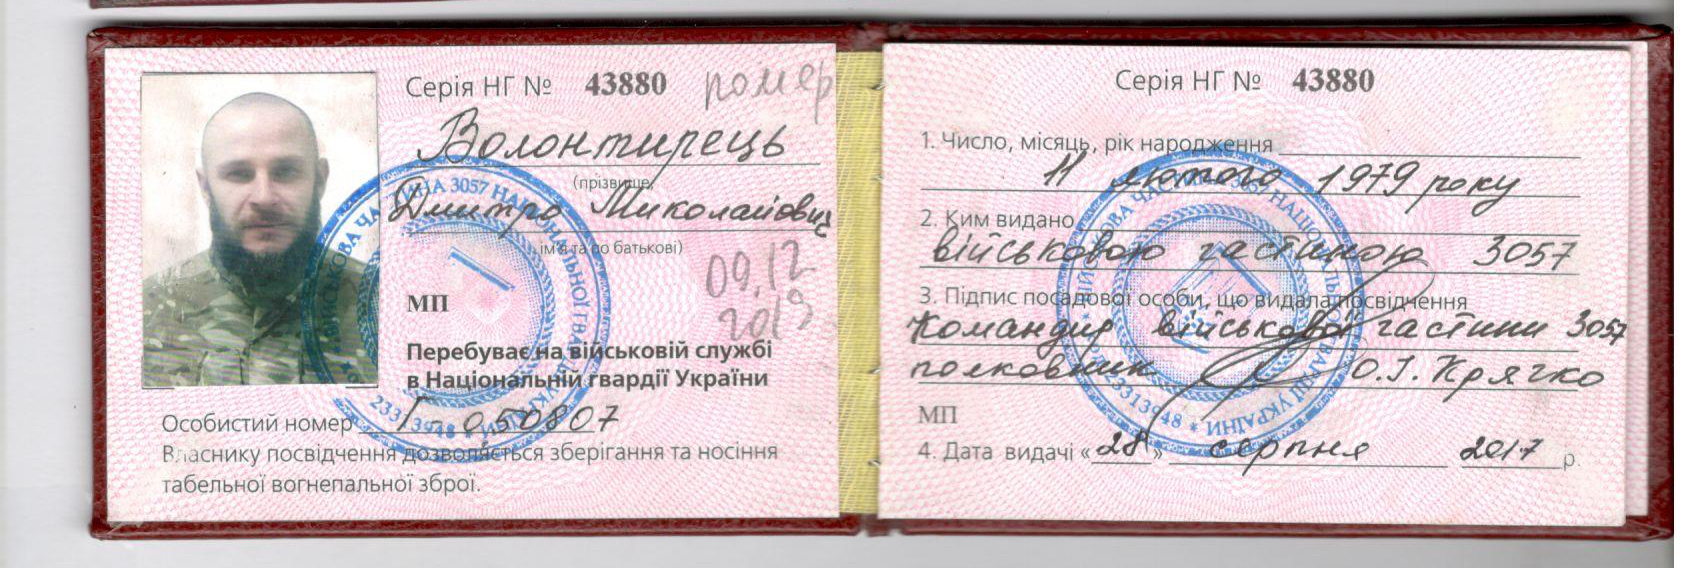 Серія НГ № 43880 помер
Волонтирець
(прізвище,
Дмитро Миколайович
ім'я та по батькові)
09.12
2019
МП
Перебуває на військовій службі
в Національній гвардії України
Особистий номер Г-050807
Власнику посвідчення дозволяється зберігання та носіння
табельної вогнепальної зброї.
Серія НГ № 43880
1. Число, місяць, рік народження
11 лютого 1979 року
2. Ким видано
військовою частиною 3057
3. Підпис посадової особи, що видала посвідчення
Командир військової частини 3057
полковник О.І. Крячко
МП
4. Дата видачі «28» серпня 2017 р.